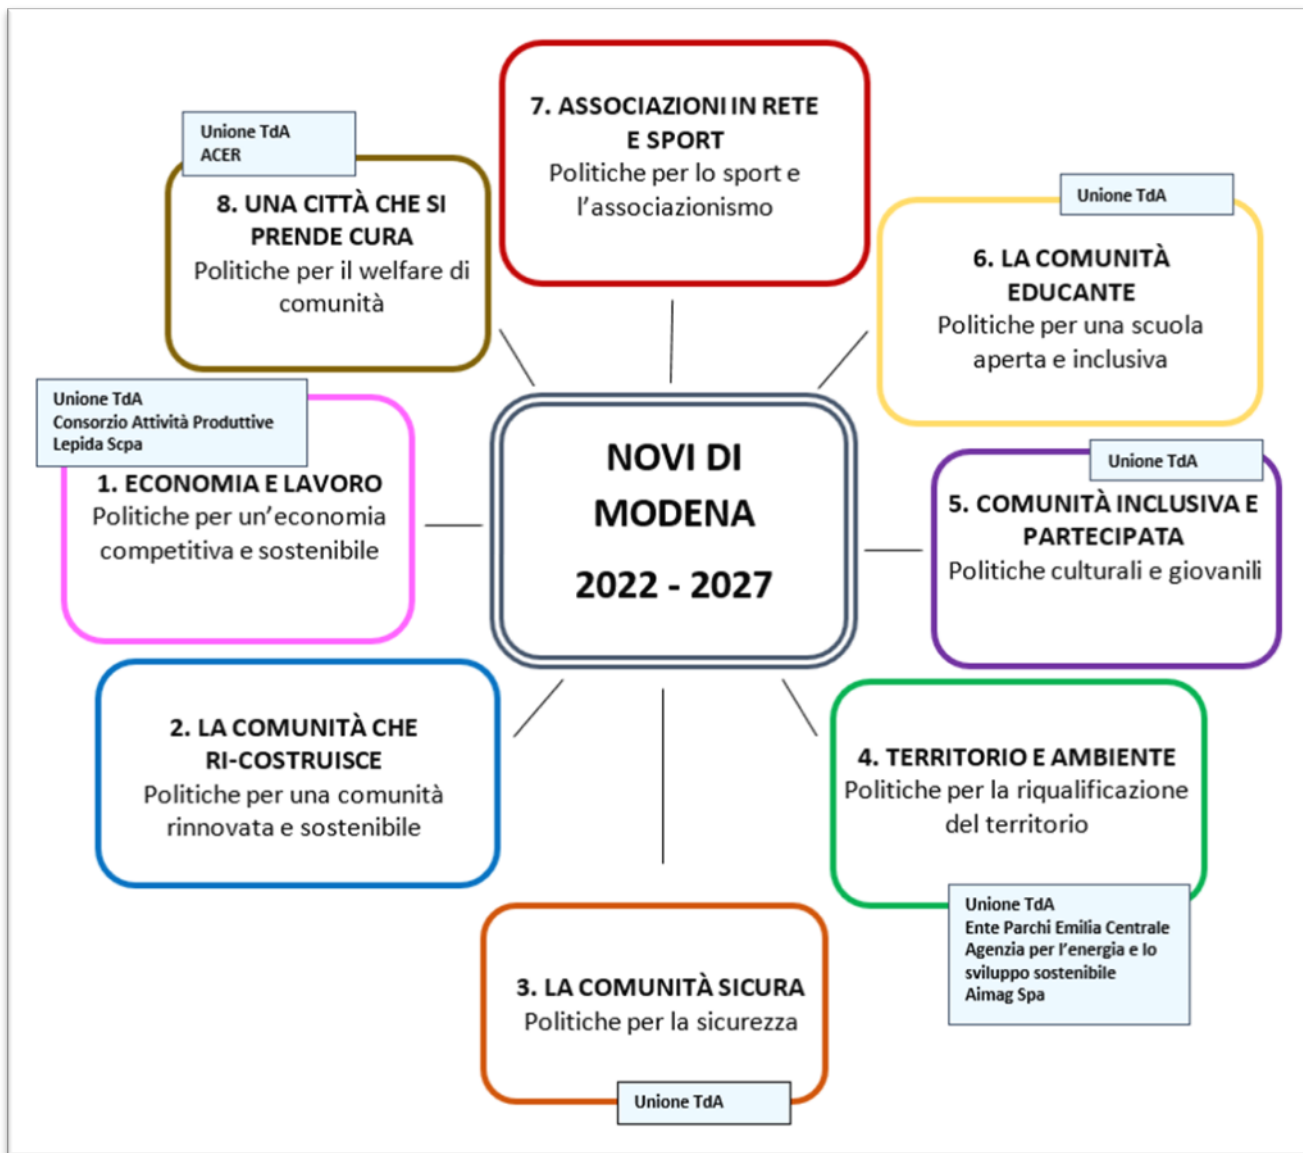 7. ASSOCIAZIONI IN RETE
E SPORT
Politiche per lo sport e
l'associazionismo
Unione TdA
ACER
8. UNA CITTÀ CHE SI
PRENDE CURA
Politiche per il welfare di
comunità
Unione TdA
6. LA COMUNITÀ
EDUCANTE
Politiche per una scuola
aperta e inclusiva
Unione TdA
Consorzio Attività Produttive
Lepida Scpa
1. ECONOMIA E LAVORO
Politiche per un'economia
competitiva e sostenibile
NOVI DI
MODENA
2022 - 2027
Unione TdA
5. COMUNITÀ INCLUSIVA E
PARTECIPATA
Politiche culturali e giovanili
2. LA COMUNITÀ CHE
RI-COSTRUISCE
Politiche per una comunità
rinnovata e sostenibile
4. TERRITORIO E AMBIENTE
Politiche per la riqualificazione
del territorio
Unione TdA
Ente Parchi Emilia Centrale
Agenzia per l'energia e lo
sviluppo sostenibile
Aimag Spa
3. LA COMUNITÀ SICURA
Politiche per la sicurezza
Unione TdA